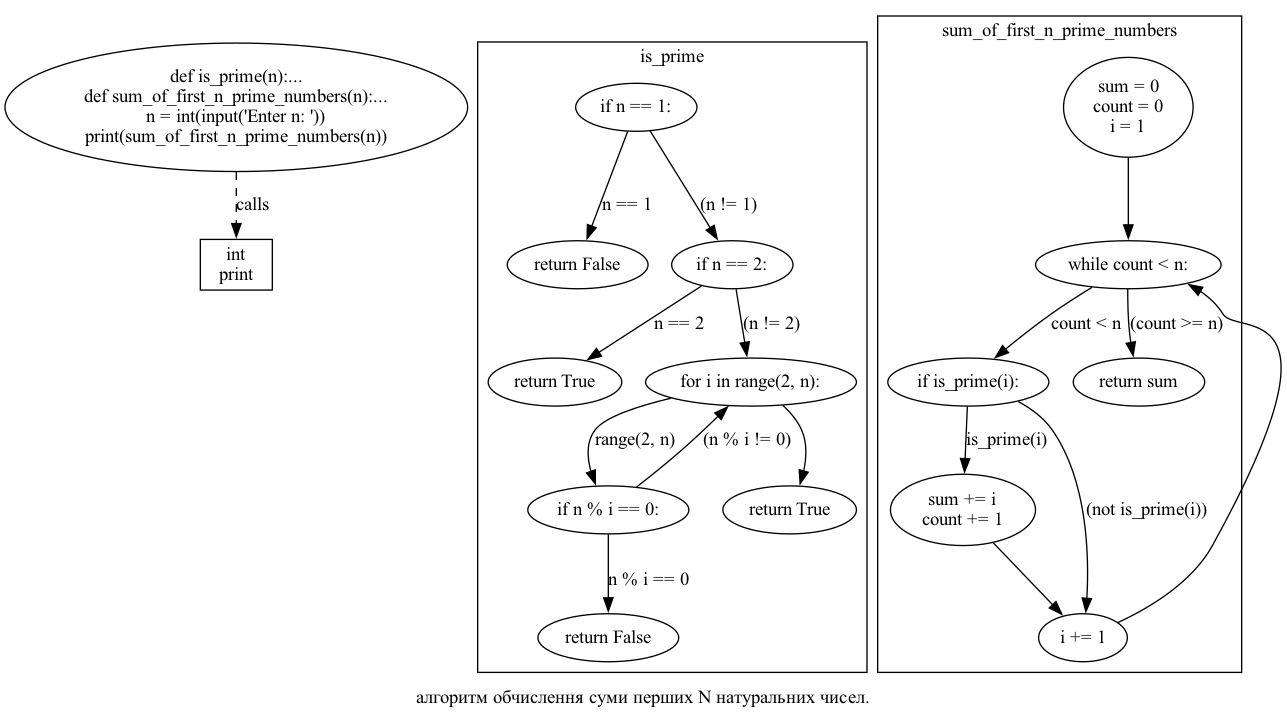 def is_prime(n):...
def sum_of_first_n_prime_numbers(n):...
n = int(input('Enter n: '))
print(sum_of_first_n_prime_numbers(n))
calls
int
print
is_prime
if n == 1:
n == 1
(n != 1)
return False
if n == 2:
n == 2
(n != 2)
return True
for i in range(2, n):
range(2, n)
(n % i != 0)
if n % i == 0:
return True
n % i == 0
return False
sum_of_first_n_prime_numbers
sum = 0
count = 0
i = 1
while count < n:
count < n
(count >= n)
if is_prime(i):
return sum
is_prime(i)
sum += i
count += 1
(not is_prime(i))
i += 1
алгоритм обчислення суми перших N натуральних чисел.